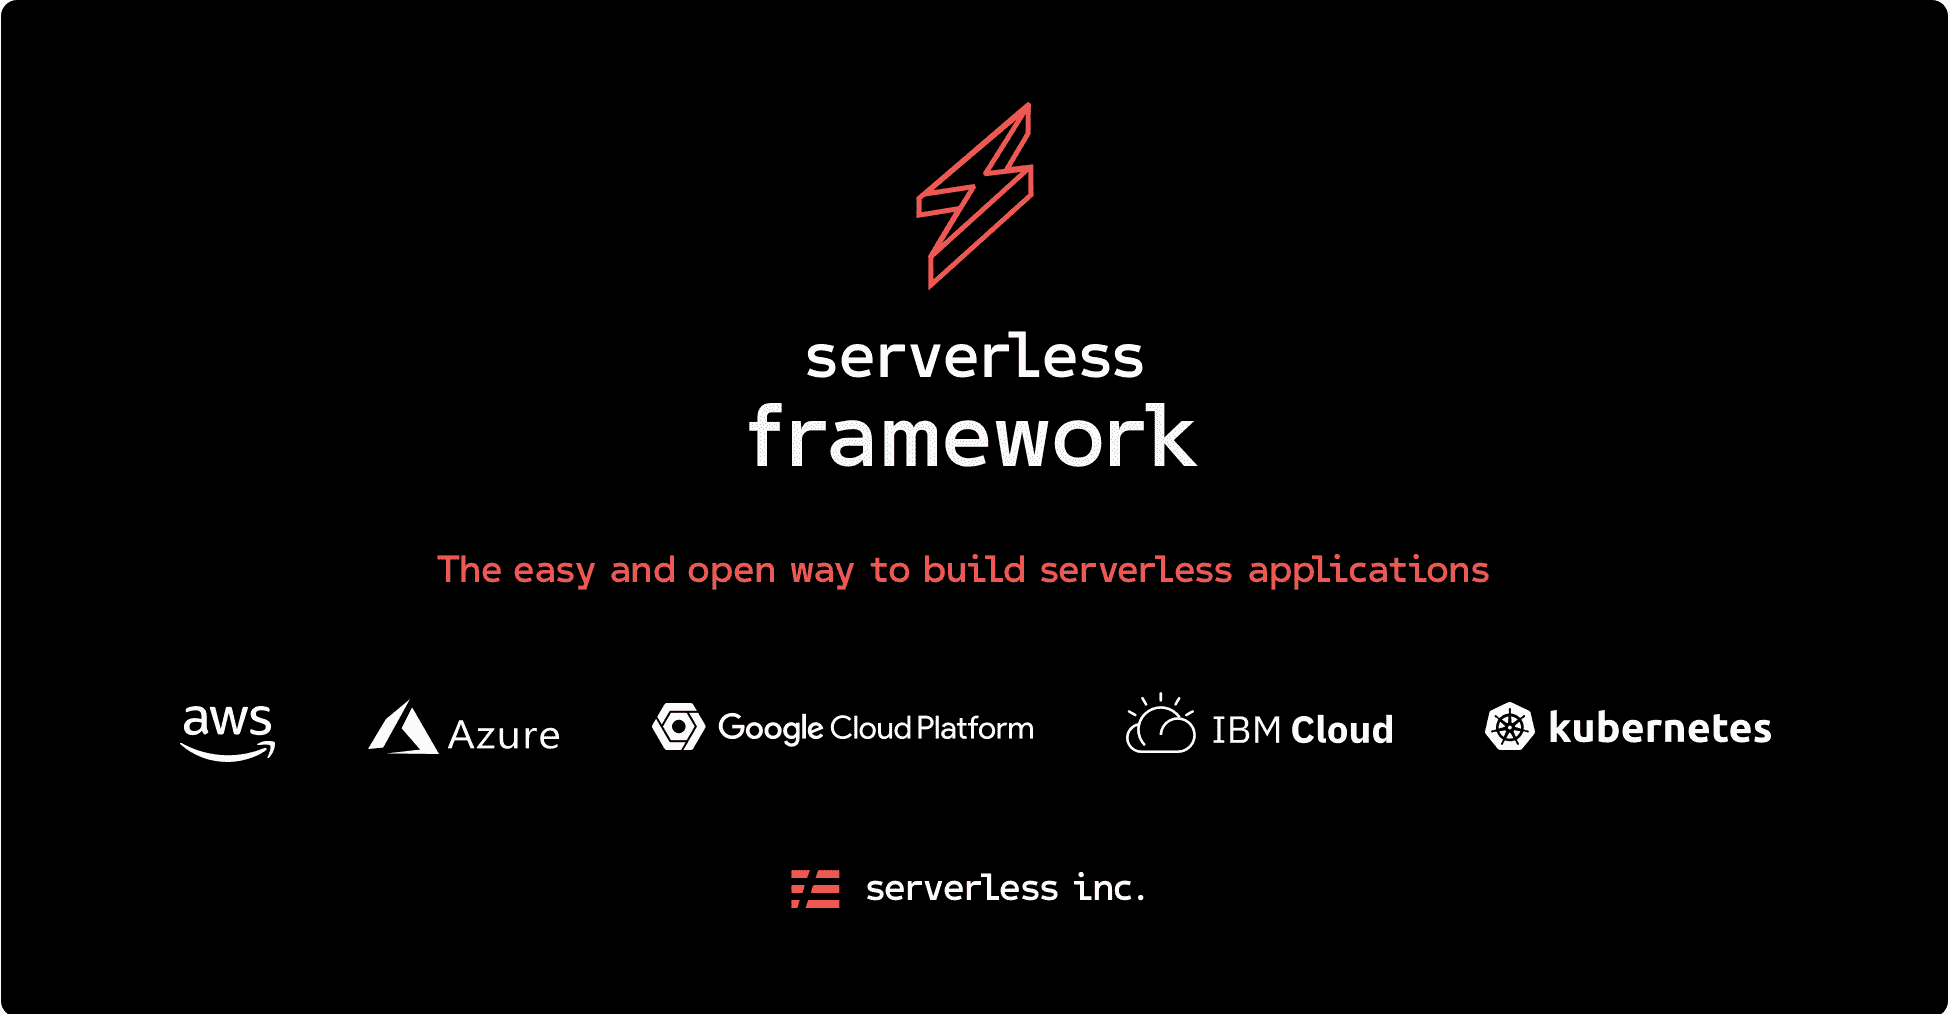 serverless
framework
The easy and open way to build serverless applications
aws
Azure
Google Cloud Platform
IBM Cloud
kubernetes
serverless inc.